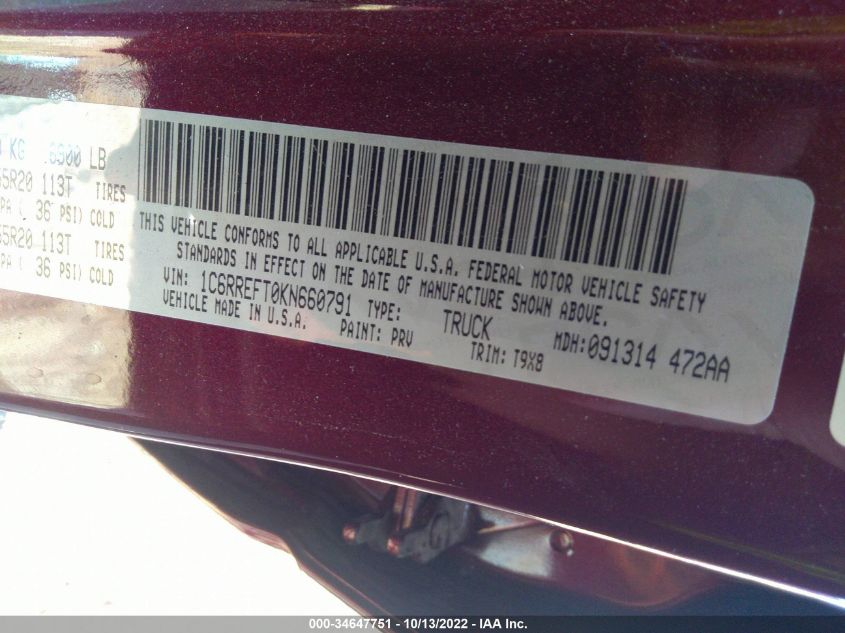 KG 6900 LB
55R20 113T TIRES
PA ( 36 PSI) COLD
55R20 113T TIRES
PA ( 36 PSI) COLD
THIS VEHICLE CONFORMS TO ALL APPLICABLE U.S.A. FEDERAL MOTOR VEHICLE SAFETY
STANDARDS IN EFFECT ON THE DATE OF MANUFACTURE SHOWN ABOVE.
VIN: 1C6RREFT0KN660791 TYPE: TRUCK MDH:091314 472AA
VEHICLE MADE IN U.S.A. PAINT: PRV TRIM: T9X8
000-34647751 - 10/13/2022 - IAA Inc.